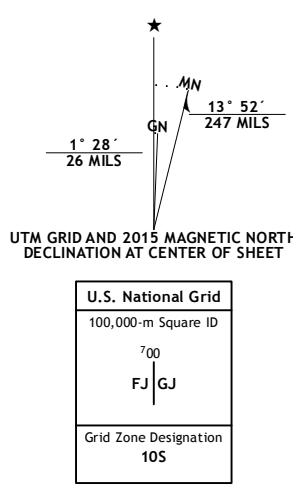 ★
MN
GN
13° 52´
247 MILS
1° 28´
26 MILS
UTM GRID AND 2015 MAGNETIC NORTH
DECLINATION AT CENTER OF SHEET
U.S. National Grid
100,000-m Square ID
⁷00
FJ GJ
Grid Zone Designation
10S